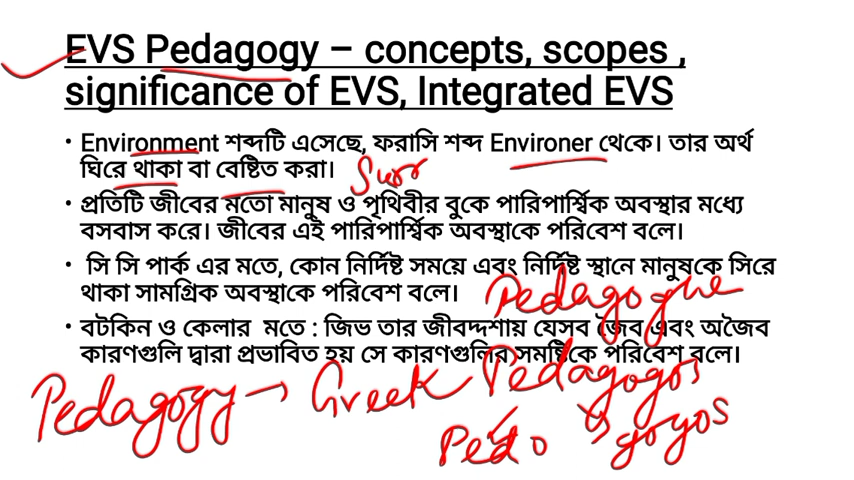 EVS Pedagogy – concepts, scopes ,
significance of EVS, Integrated EVS
• Environment শব্দটি এসেছে, ফরাসি শব্দ Environer থেকে। তার অর্থ
ঘিরে থাকা বা বেষ্টিত করা। Surr
• প্রতিটি জীবের মতো মানুষ ও পৃথিবীর বুকে পারিপার্শ্বিক অবস্থার মধ্যে
বসবাস করে। জীবের এই পারিপার্শ্বিক অবস্থাকে পরিবেশ বলে।
• সি সি পার্ক এর মতে, কোন নির্দিষ্ট সময়ে এবং নির্দিষ্ট স্থানে মানুষকে সিরে
থাকা সামগ্রিক অবস্থাকে পরিবেশ বলে। Pedagogue
• বটকিন ও কেলার মতে : জিভ তার জীবদ্দশায় যেসব জৈব এবং অজৈব
কারণগুলি দ্বারা প্রভাবিত হয় সে কারণগুলির সমষ্টিকে পরিবেশ বলে।
Pedagogy → Greek Pedagogos
Pedo gogos